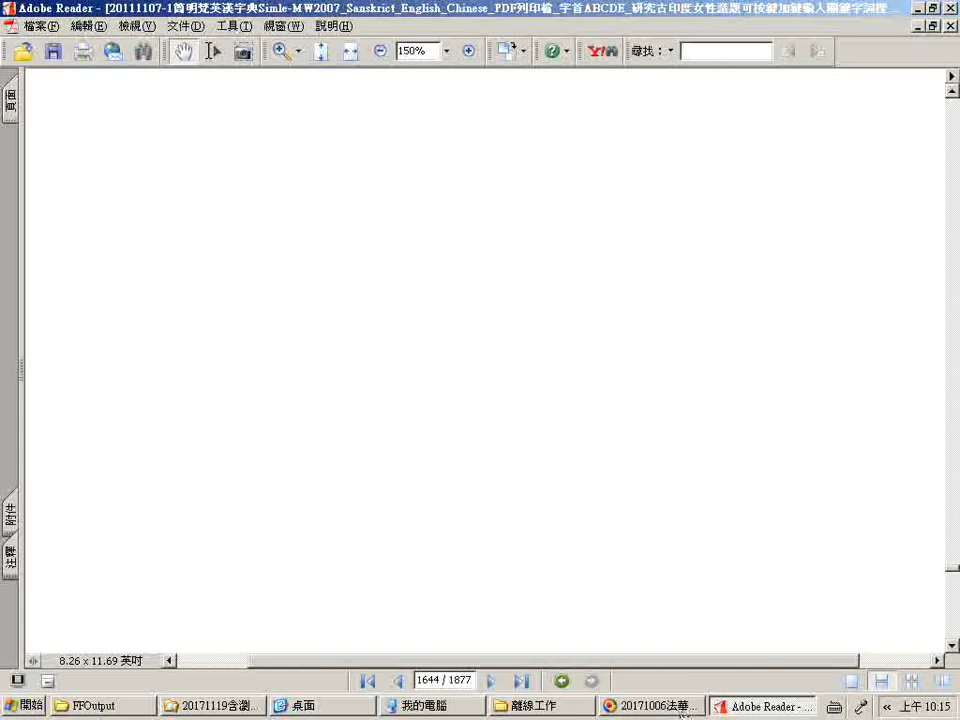 Adobe Reader - [20111107-1簡明梵英漢字典Simle-MW2007_Sanskrict_English_Chinese_PDF列印檔_字首ABCDE_研究古印度女性議題可按鍵加鍵輸入關鍵字詞搜
檔案(F) 編輯(E) 檢視(V) 文件(D) 工具(T) 視窗(W) 說明(H)
150% Y! 尋找：
頁面
附件
注釋
8.26 x 11.69 英吋
1644 / 1877
開始 FFOutput 20171119含瀏... 桌面 我的電腦 離線工作 20171006法華... Adobe Reader - ... « 上午 10:15